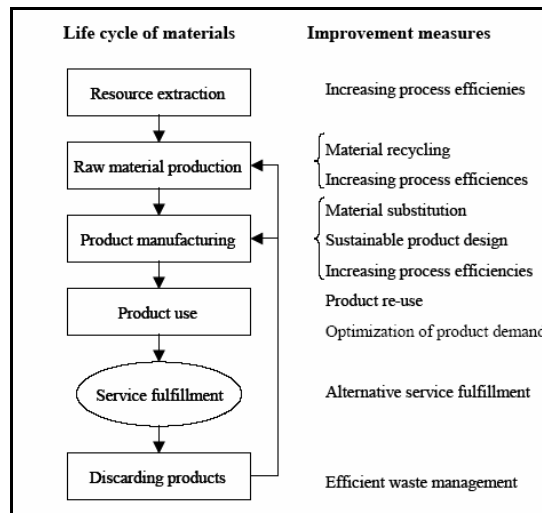 Life cycle of materials
Improvement measures
Resource extraction
Increasing process efficienies
Raw material production
Material recycling
Increasing process efficiences
Product manufacturing
Material substitution
Sustainable product design
Increasing process efficiencies
Product use
Product re-use
Optimization of product demand
Service fulfillment
Alternative service fulfillment
Discarding products
Efficient waste management